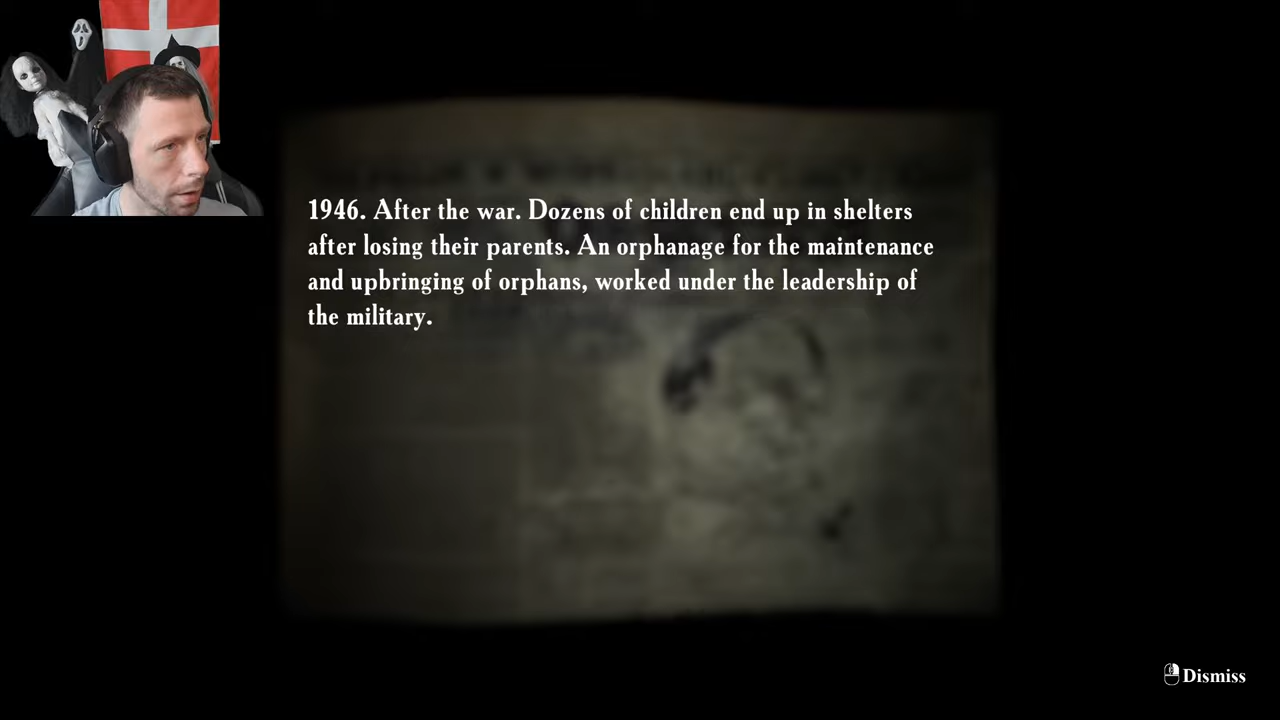 1946. After the war. Dozens of children end up in shelters
after losing their parents. An orphanage for the maintenance
and upbringing of orphans, worked under the leadership of
the military.
Dismiss